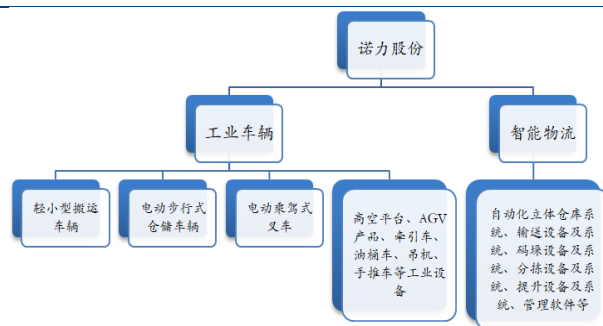 诺力股份
工业车辆
智能物流
轻小型搬运
车辆
电动步行式
仓储车辆
电动乘驾式
叉车
高空平台、AGV
产品、牵引车、
油桶车、吊机、
手推车等工业设
备
自动化立体仓库系
统、输送设备及系
统、码垛设备及系
统、分拣设备及系
统、提升设备及系
统、管理软件等